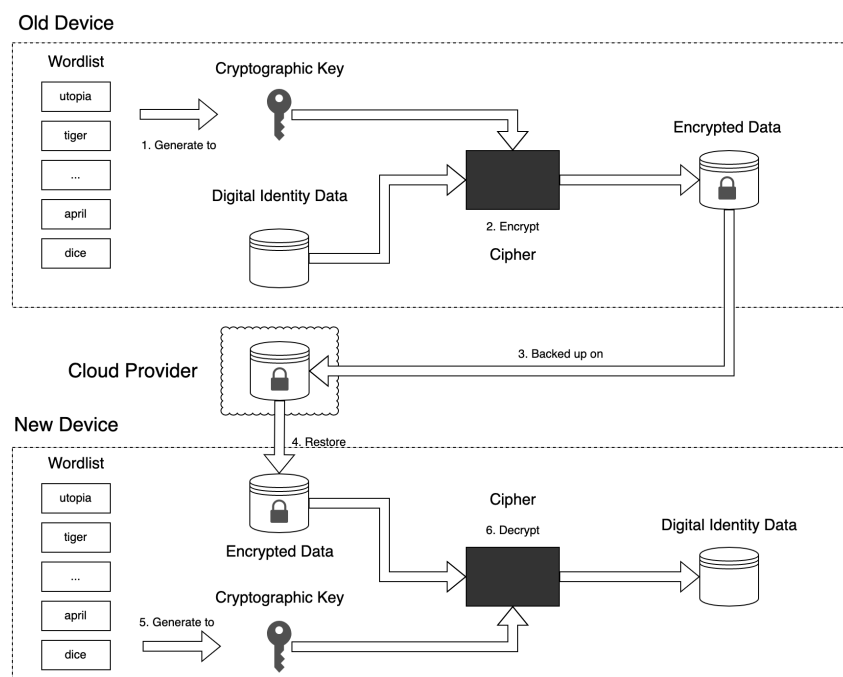 Old Device
Wordlist
utopia
tiger
...
april
dice
1. Generate to
Cryptographic Key
Digital Identity Data
2. Encrypt
Cipher
Encrypted Data
3. Backed up on
Cloud Provider
4. Restore
New Device
Wordlist
utopia
tiger
...
april
dice
Encrypted Data
5. Generate to
Cryptographic Key
Cipher
6. Decrypt
Digital Identity Data